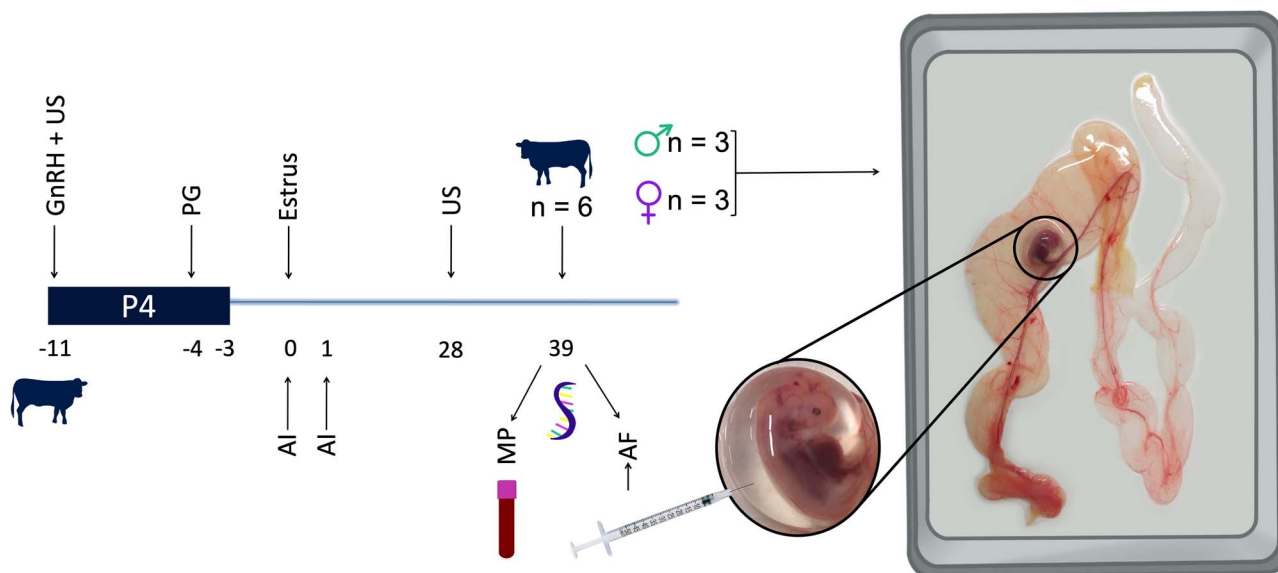 GnRH + US
PG
Estrus
US
n = 6
♂ n = 3
♀ n = 3
P4
-11 -4 -3 0 1 28 39
AI AI
MP AF